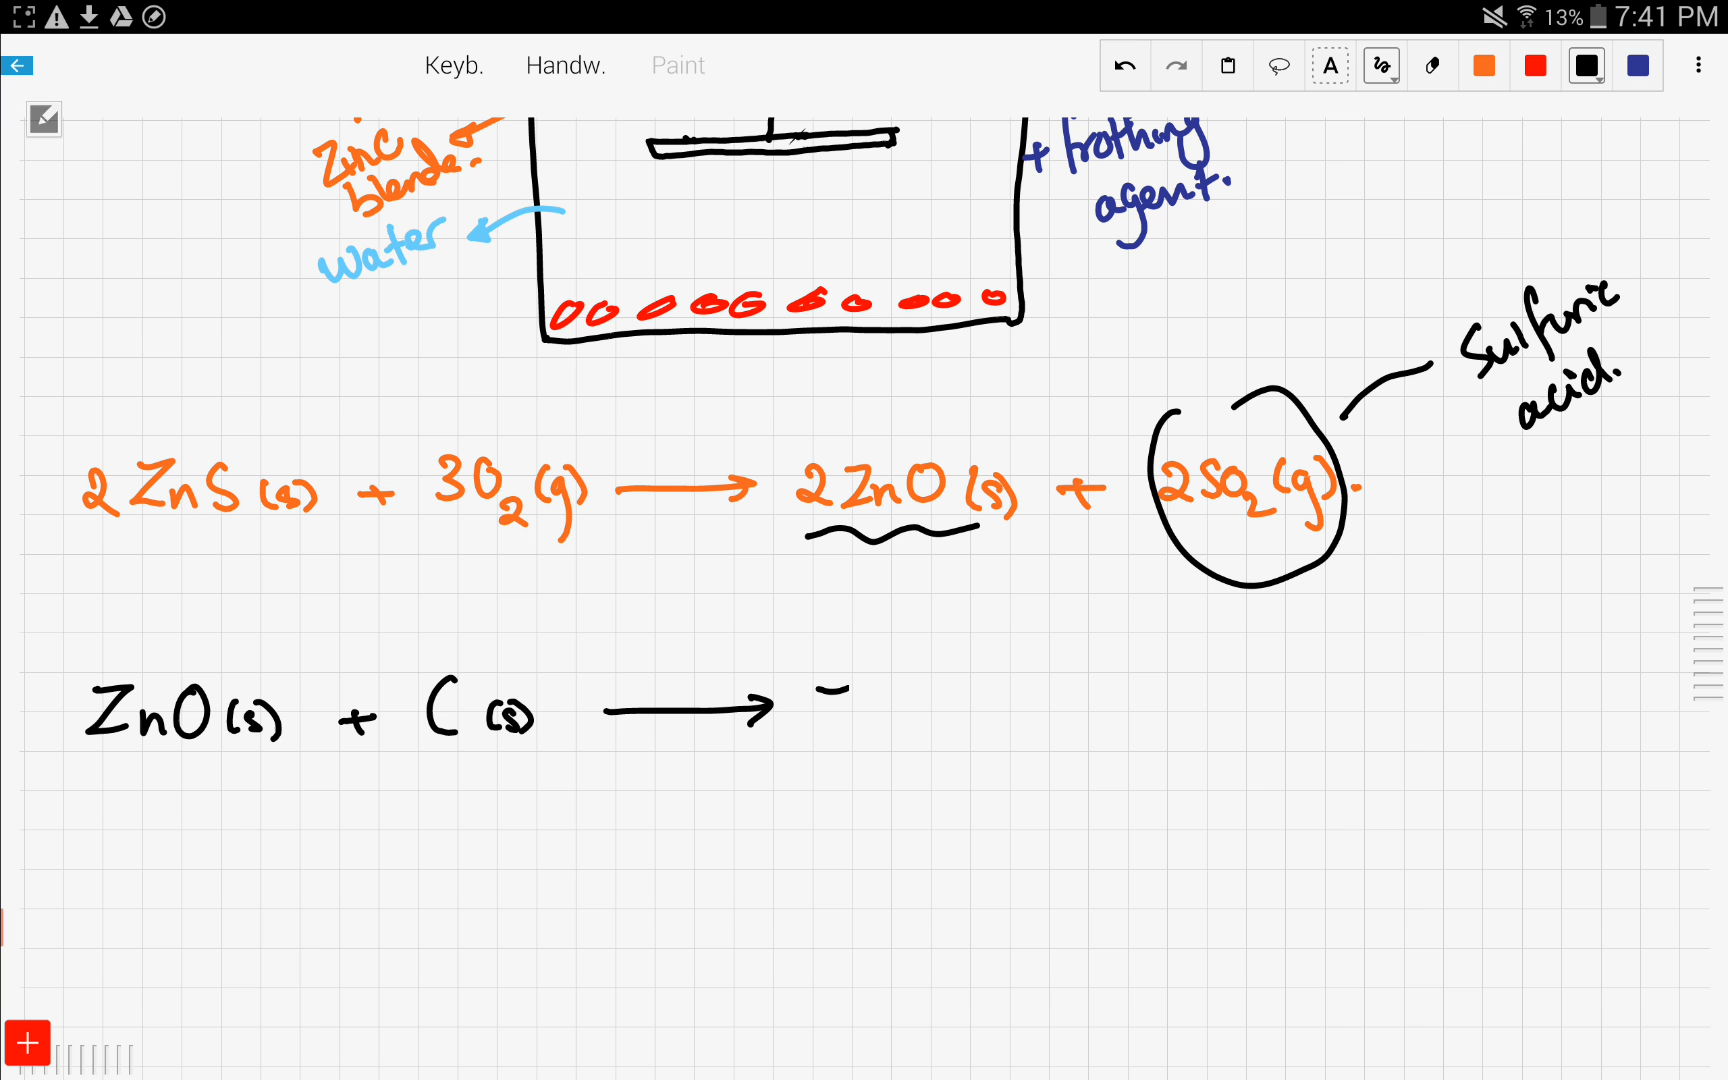 13% 7:41 PM
Keyb. Handw. Paint
A
Zinc
blende.
water
+ frothing
agent.
Sulfuric
acid.
2ZnS(s) + 3O₂(g) → 2ZnO(s) + 2SO₂(g).
ZnO(s) + C(s) →